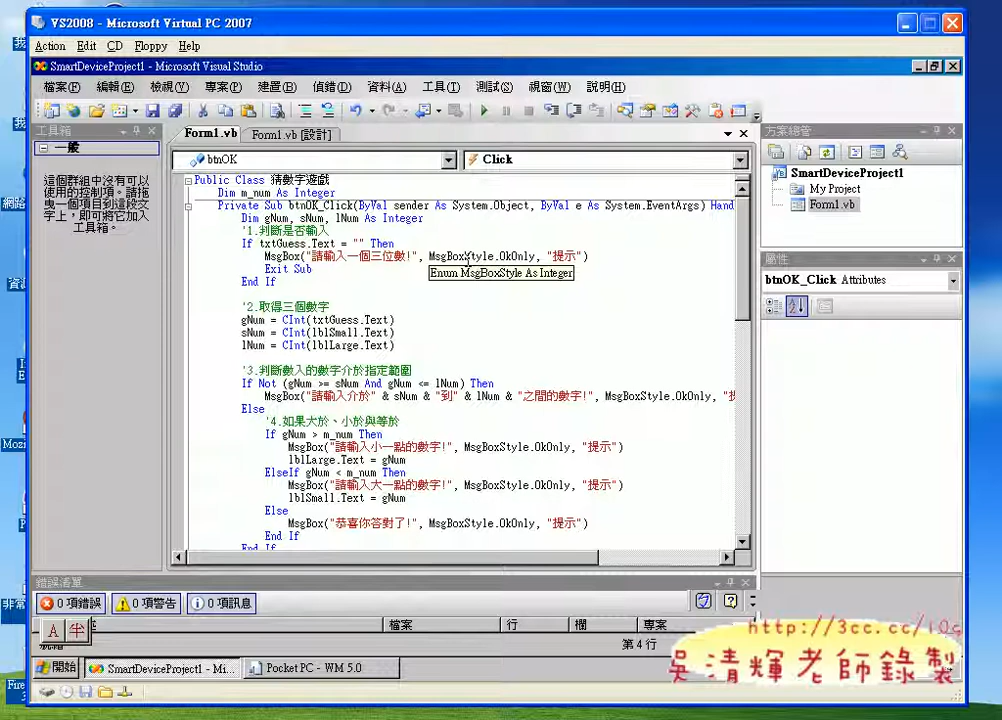 VS2008 - Microsoft Virtual PC 2007
Action Edit CD Floppy Help
SmartDeviceProject1 - Microsoft Visual Studio
檔案(F) 編輯(E) 檢視(V) 專案(P) 建置(B) 偵錯(D) 資料(A) 工具(T) 測試(S) 視窗(W) 說明(H)
工具箱
一般
這個群組中沒有可以
使用的控制項。請拖
曳一個項目到這段文
字上，即可將它加入
工具箱。
Form1.vb Form1.vb [設計]
btnOK Click
Public Class 猜數字遊戲
Dim m_num As Integer
Private Sub btnOK_Click(ByVal sender As System.Object, ByVal e As System.EventArgs) Hand
Dim gNum, sNum, lNum As Integer
'1.判斷是否輸入
If txtGuess.Text = "" Then
MsgBox("請輸入一個三位數!", MsgBoxStyle.OkOnly, "提示")
Exit Sub
Enum MsgBoxStyle As Integer
End If
'2.取得三個數字
gNum = CInt(txtGuess.Text)
sNum = CInt(lblSmall.Text)
lNum = CInt(lblLarge.Text)
'3.判斷數入的數字介於指定範圍
If Not (gNum >= sNum And gNum <= lNum) Then
MsgBox("請輸入介於" & sNum & "到" & lNum & "之間的數字!", MsgBoxStyle.OkOnly,
Else
'4.如果大於、小於與等於
If gNum > m_num Then
MsgBox("請輸入小一點的數字!", MsgBoxStyle.OkOnly, "提示")
lblLarge.Text = gNum
ElseIf gNum < m_num Then
MsgBox("請輸入大一點的數字!", MsgBoxStyle.OkOnly, "提示")
lblSmall.Text = gNum
Else
MsgBox("恭喜你答對了!", MsgBoxStyle.OkOnly, "提示")
End If
End If
方案總管
SmartDeviceProject1
My Project
Form1.vb
屬性
btnOK_Click Attributes
錯誤清單
0 項錯誤 0 項警告 0 項訊息
檔案 行 欄 專案
A 半
第 4 行
開始 SmartDeviceProject1 - Mi... Pocket PC - WM 5.0
吳清輝老師錄製